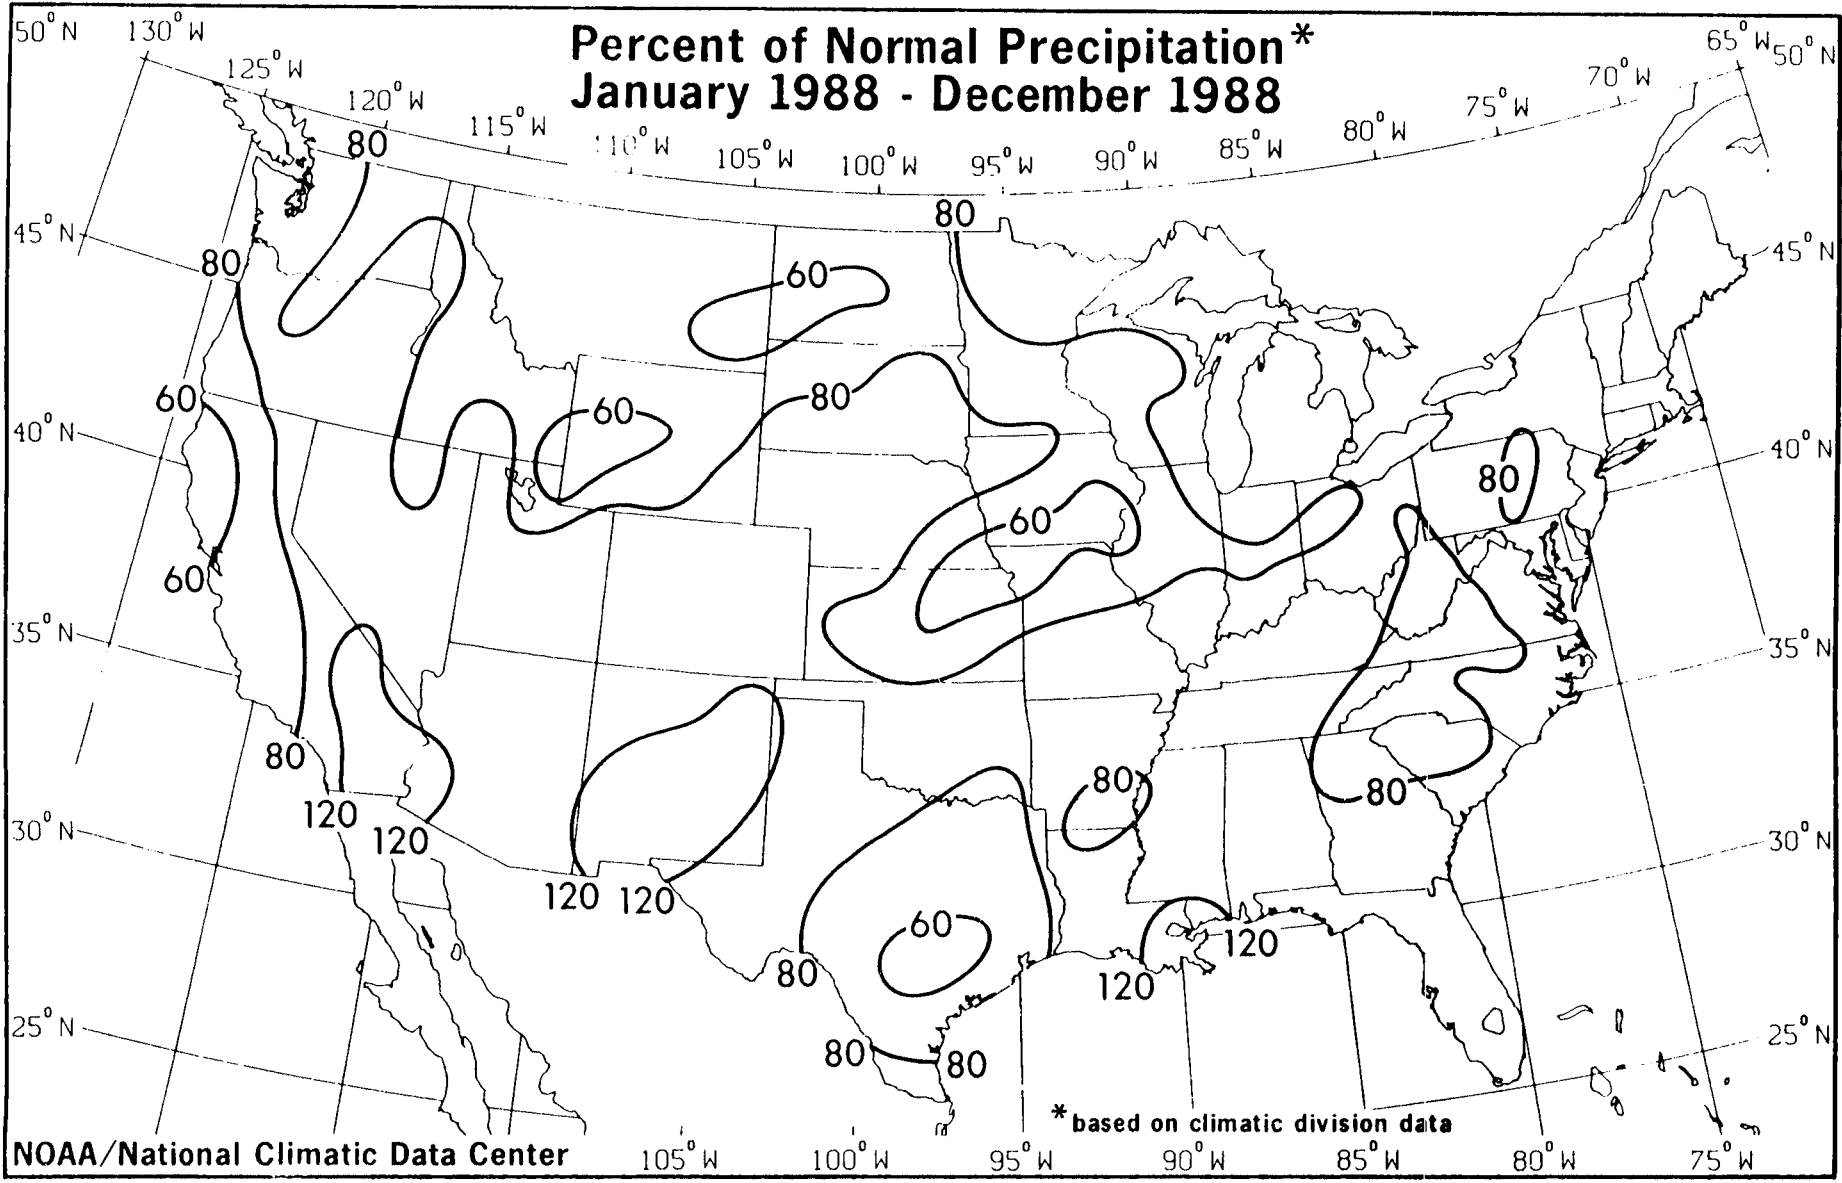 Percent of Normal Precipitation*
January 1988 - December 1988
50°N 130°W
125°W
120°W
115°W
110°W
105°W
100°W
95°W
90°W
85°W
80°W
75°W
70°W
65°W 50°N
80
80
45°N
45°N
80
60
60
80
60
40°N
40°N
80
60
60
35°N
35°N
80
80
80
120
120
30°N
30°N
120
120
60
120
80
120
25°N
25°N
80
80
*based on climatic division data
NOAA/National Climatic Data Center
105°W
100°W
95°W
90°W
85°W
80°W
75°W